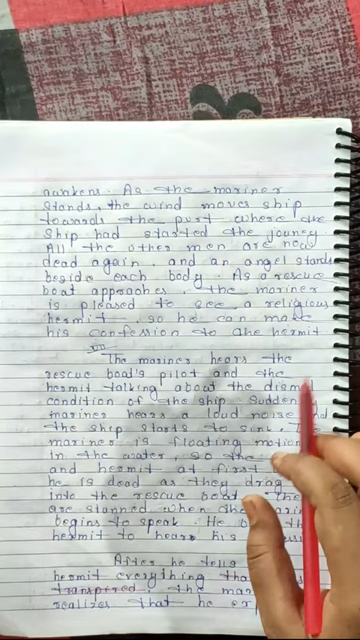 awakens. As the mariner
stands, the wind moves ship
towards the port where the
ship had started the jouney.
All the other men are now
dead again, and an angel stands
beside each body. As a rescue
boat approaches, the mariner
is pleased to see a religious
hermit, so he can make
his confession to the hermit
VII
The mariner hears the
rescue boat's pilot and the
hermit talking about the dismal
condition of the ship Suddenly
mariner hears a loud noise and
the ship starts to sink. The
mariner is floating motion
in the water, so the
and hermit at first
he is dead as they drag
into the rescue boat. They
are stunned when the
begins to speak. He
hermit to hear his
After he tells
hermit everything
transpired, the
realizes that he